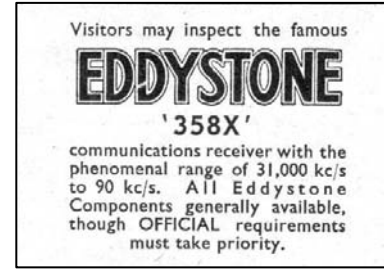 Visitors may inspect the famous
EDDYSTONE
'358X'
communications receiver with the
phenomenal range of 31,000 kc/s
to 90 kc/s. All Eddystone
Components generally available,
though OFFICIAL requirements
must take priority.